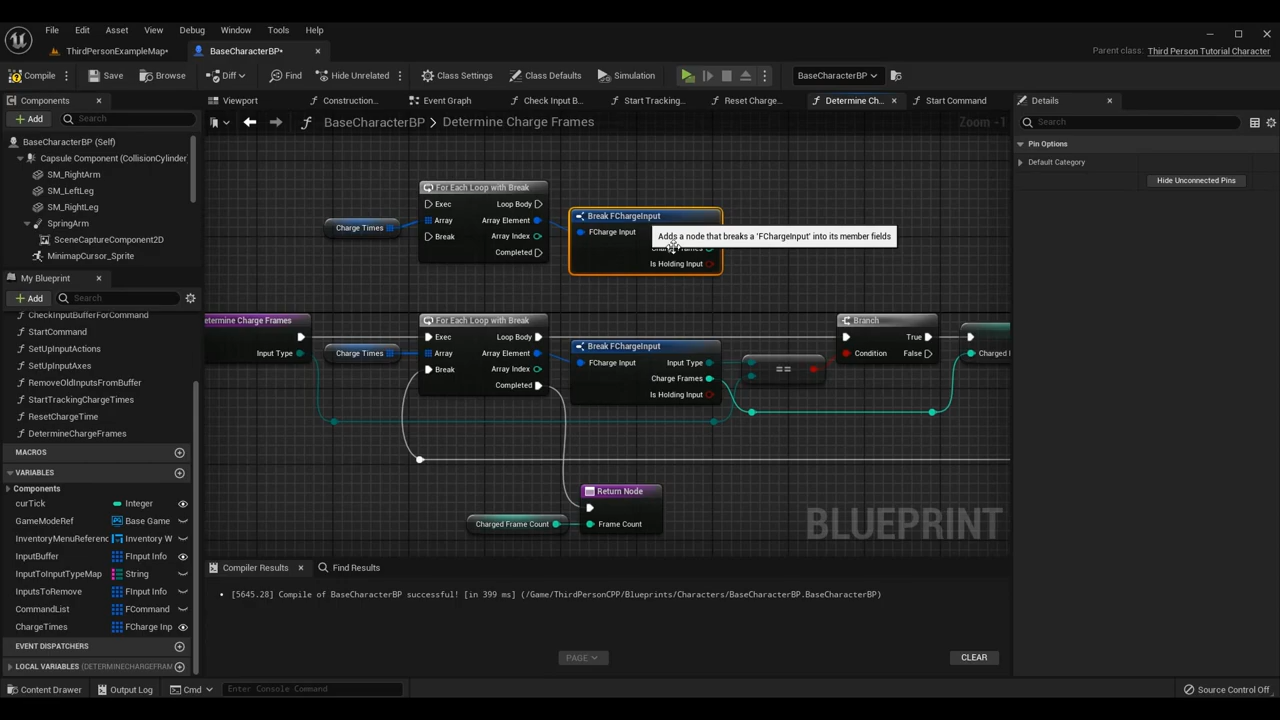 File Edit Asset View Debug Window Tools Help
ThirdPersonExampleMap• BaseCharacterBP•
Parent class: Third Person Tutorial Character
Compile Save Browse Diff Find Hide Unrelated Class Settings Class Defaults Simulation BaseCharacterBP
Components
Add Search
BaseCharacterBP (Self)
Capsule Component (CollisionCylinder
SM_RightArm
SM_LeftLeg
SM_RightLeg
SpringArm
SceneCaptureComponent2D
MinimapCursor_Sprite
My Blueprint
Add Search
CheckInputBufferForCommand
StartCommand
SetUpInputActions
SetUpInputAxes
RemoveOldInputsFromBuffer
StartTrackingChargeTimes
ResetChargeTime
DetermineChargeFrames
MACROS
VARIABLES
Components
curTick Integer
GameModeRef Base Game
InventoryMenuReferenc Inventory W
InputBuffer FInput Info
InputToInputTypeMap String
InputsToRemove FInput Info
CommandList FCommand
ChargeTimes FCharge Inp
EVENT DISPATCHERS
LOCAL VARIABLES (DETERMINECHARGEFRAM
Viewport Construction... Event Graph Check Input B... Start Tracking... Reset Charge... Determine Ch... Start Command
BaseCharacterBP > Determine Charge Frames Zoom -1
For Each Loop with Break
Exec Loop Body
Array Array Element
Break Array Index
Completed
Charge Times
Break FChargeInput
FCharge Input
Adds a node that breaks a 'FChargeInput' into its member fields
Is Holding Input
etermine Charge Frames
Input Type
Charge Times
For Each Loop with Break
Exec Loop Body
Array Array Element
Break Array Index
Completed
Break FChargeInput
FCharge Input Input Type
Charge Frames
Is Holding Input
==
Branch
True
Condition False
Charged
Return Node
Charged Frame Count Frame Count
BLUEPRINT
Compiler Results Find Results
• [5645.28] Compile of BaseCharacterBP successful! [in 399 ms] (/Game/ThirdPersonCPP/Blueprints/Characters/BaseCharacterBP.BaseCharacterBP)
PAGE CLEAR
Details
Search
Pin Options
Default Category
Hide Unconnected Pins
Content Drawer Output Log Cmd Enter Console Command Source Control Off